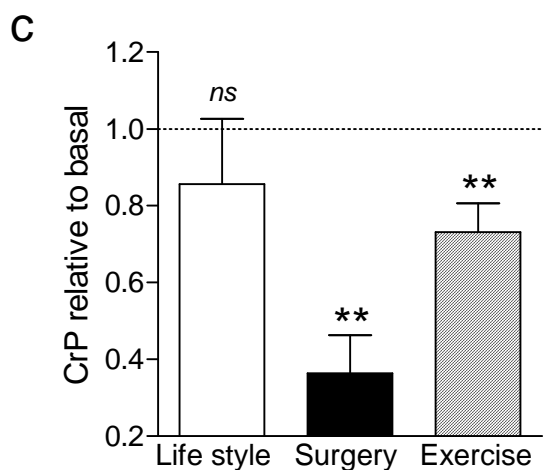 C
1.2
1.0
0.8
0.6
0.4
0.2
CrP relative to basal
ns
**
**
Life style Surgery Exercise